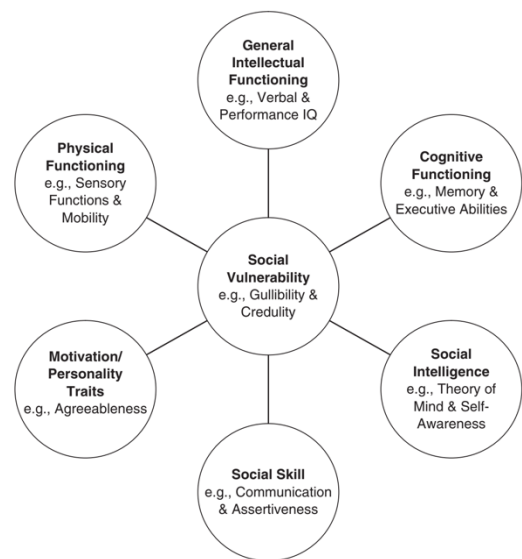 General
Intellectual
Functioning
e.g., Verbal &
Performance IQ
Physical
Functioning
e.g., Sensory
Functions &
Mobility
Cognitive
Functioning
e.g., Memory &
Executive Abilities
Social
Vulnerability
e.g., Gullibility &
Credulity
Motivation/
Personality
Traits
e.g., Agreeableness
Social
Intelligence
e.g., Theory of
Mind & Self-
Awareness
Social Skill
e.g., Communication
& Assertiveness